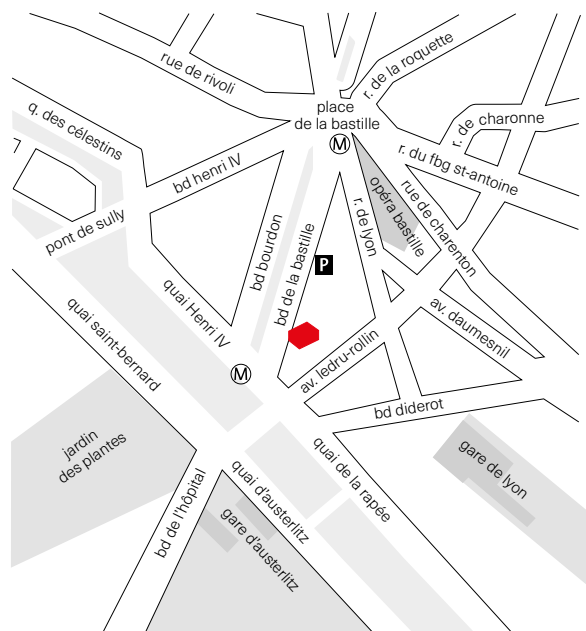 rue de rivoli
r. de la roquette
place
de la bastille
q. des célestins
r. de charonne
M
r. du fbg st-antoine
bd henri IV
opéra bastille
rue de charenton
pont de sully
bd bourdon
r. de lyon
bd de la bastille
P
quai Henri IV
quai saint-bernard
av. daumesnil
av. ledru-rollin
M
bd diderot
jardin
des plantes
quai de la rapée
gare de lyon
bd de l'hôpital
quai d'austerlitz
gare d'austerlitz